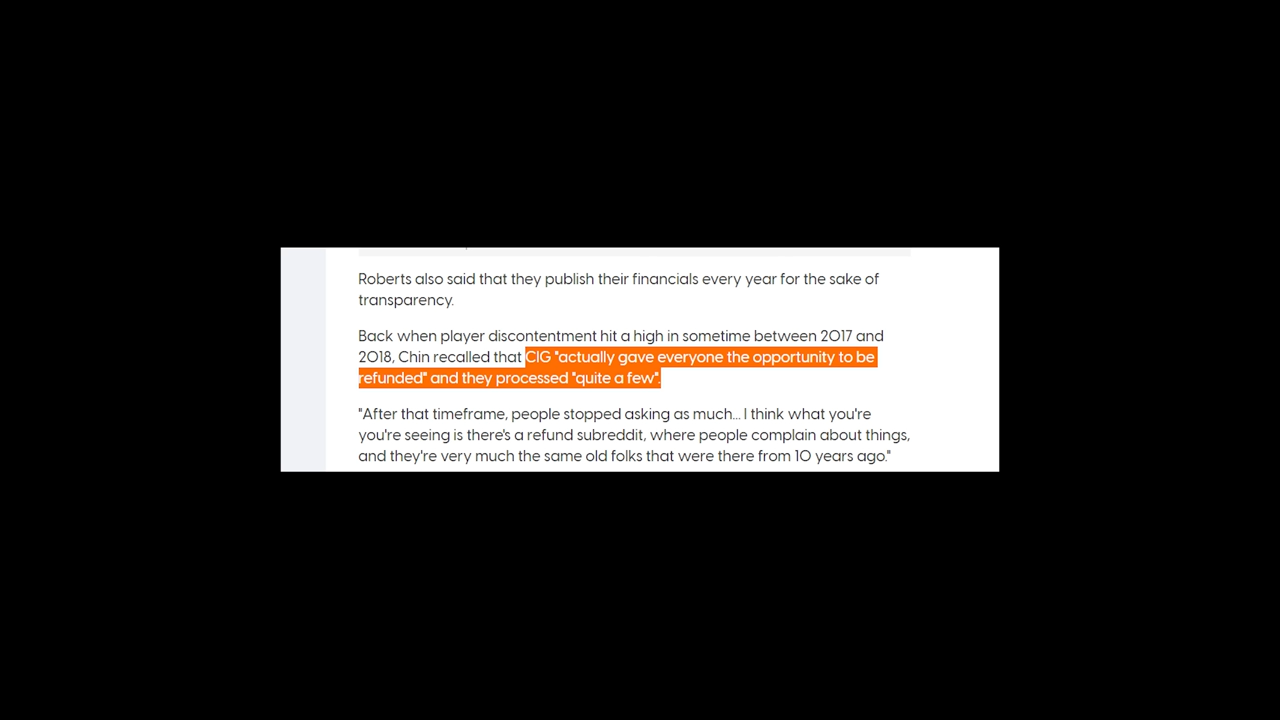 Roberts also said that they publish their financials every year for the sake of
transparency.
Back when player discontentment hit a high in sometime between 2017 and
2018, Chin recalled that CIG "actually gave everyone the opportunity to be
refunded" and they processed "quite a few".
"After that timeframe, people stopped asking as much... I think what you're
you're seeing is there's a refund subreddit, where people complain about things,
and they're very much the same old folks that were there from 10 years ago."